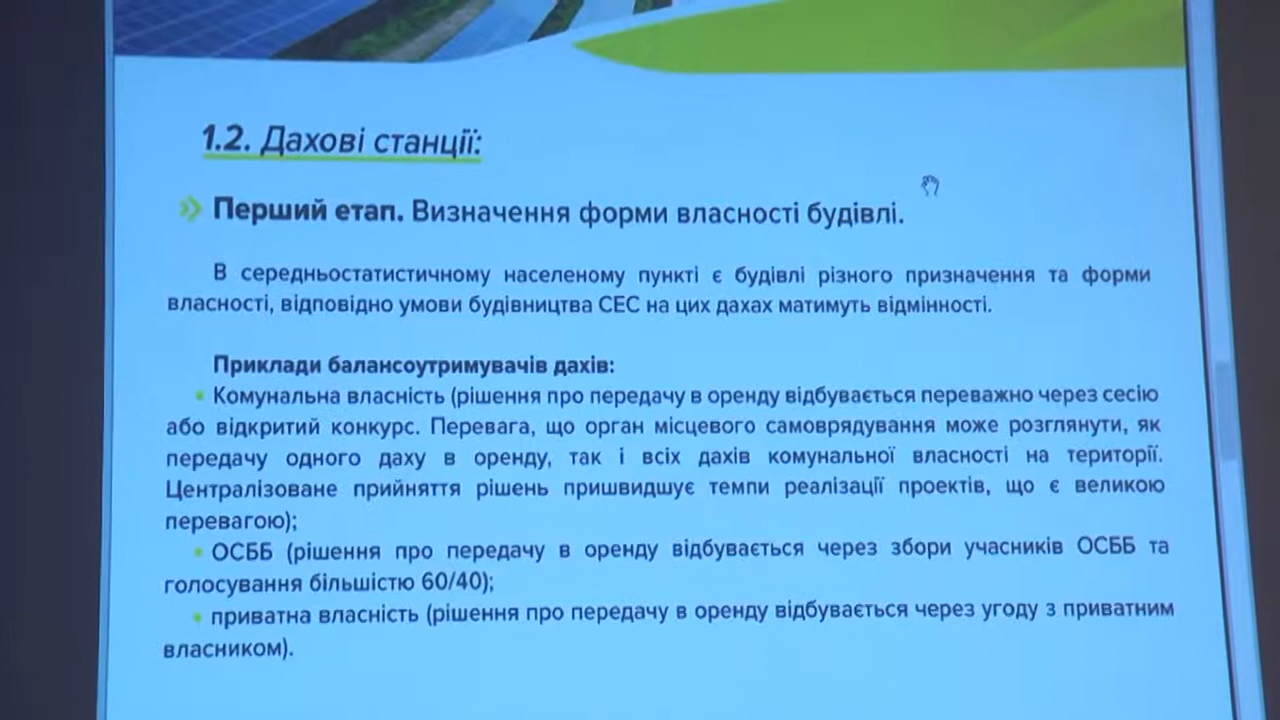 1.2. Дахові станції:
Перший етап. Визначення форми власності будівлі.
В середньостатистичному населеному пункті є будівлі різного призначення та форми
власності, відповідно умови будівництва СЕС на цих дахах матимуть відмінності.
Приклади балансоутримувачів дахів:
• Комунальна власність (рішення про передачу в оренду відбувається переважно через сесію
або відкритий конкурс. Перевага, що орган місцевого самоврядування може розглянути, як
передачу одного даху в оренду, так і всіх дахів комунальної власності на території.
Централізоване прийняття рішень пришвидшує темпи реалізації проектів, що є великою
перевагою);
• ОСББ (рішення про передачу в оренду відбувається через збори учасників ОСББ та
голосування більшістю 60/40);
• приватна власність (рішення про передачу в оренду відбувається через угоду з приватним
власником).